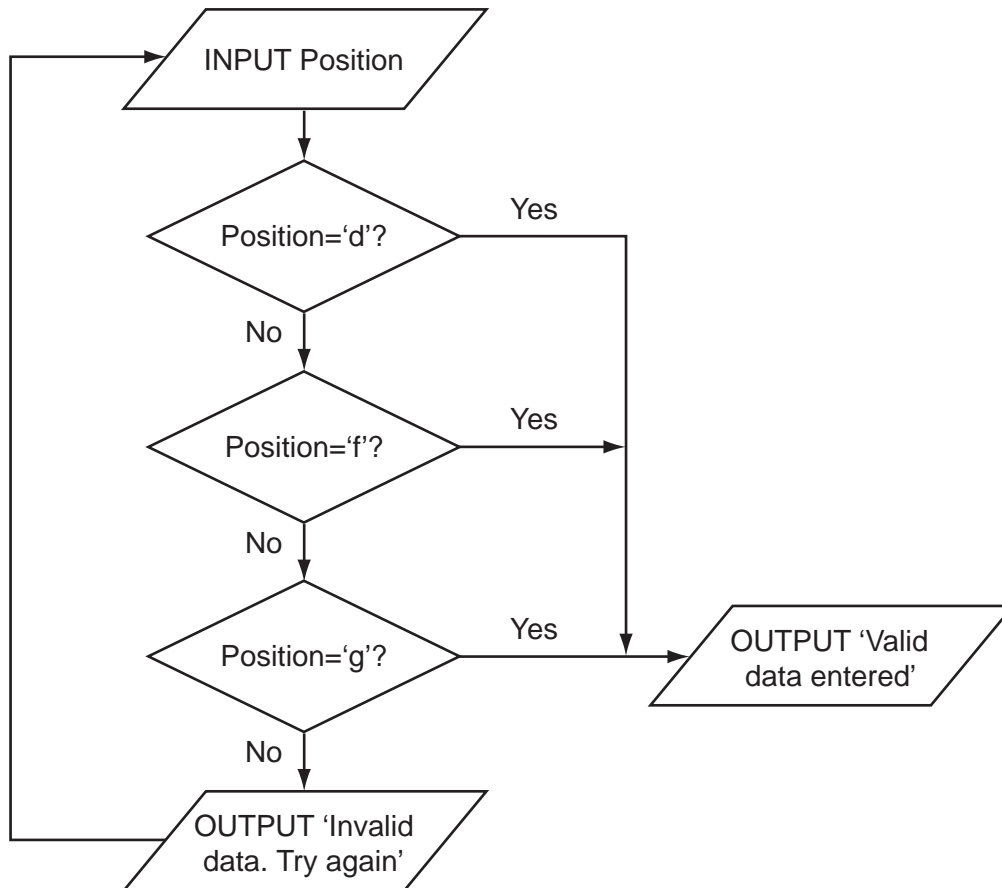 INPUT Position
Position=‘d’?
Yes
No
Position=‘f’?
Yes
No
Position=‘g’?
Yes
OUTPUT ‘Valid
data entered’
No
OUTPUT ‘Invalid
data. Try again’